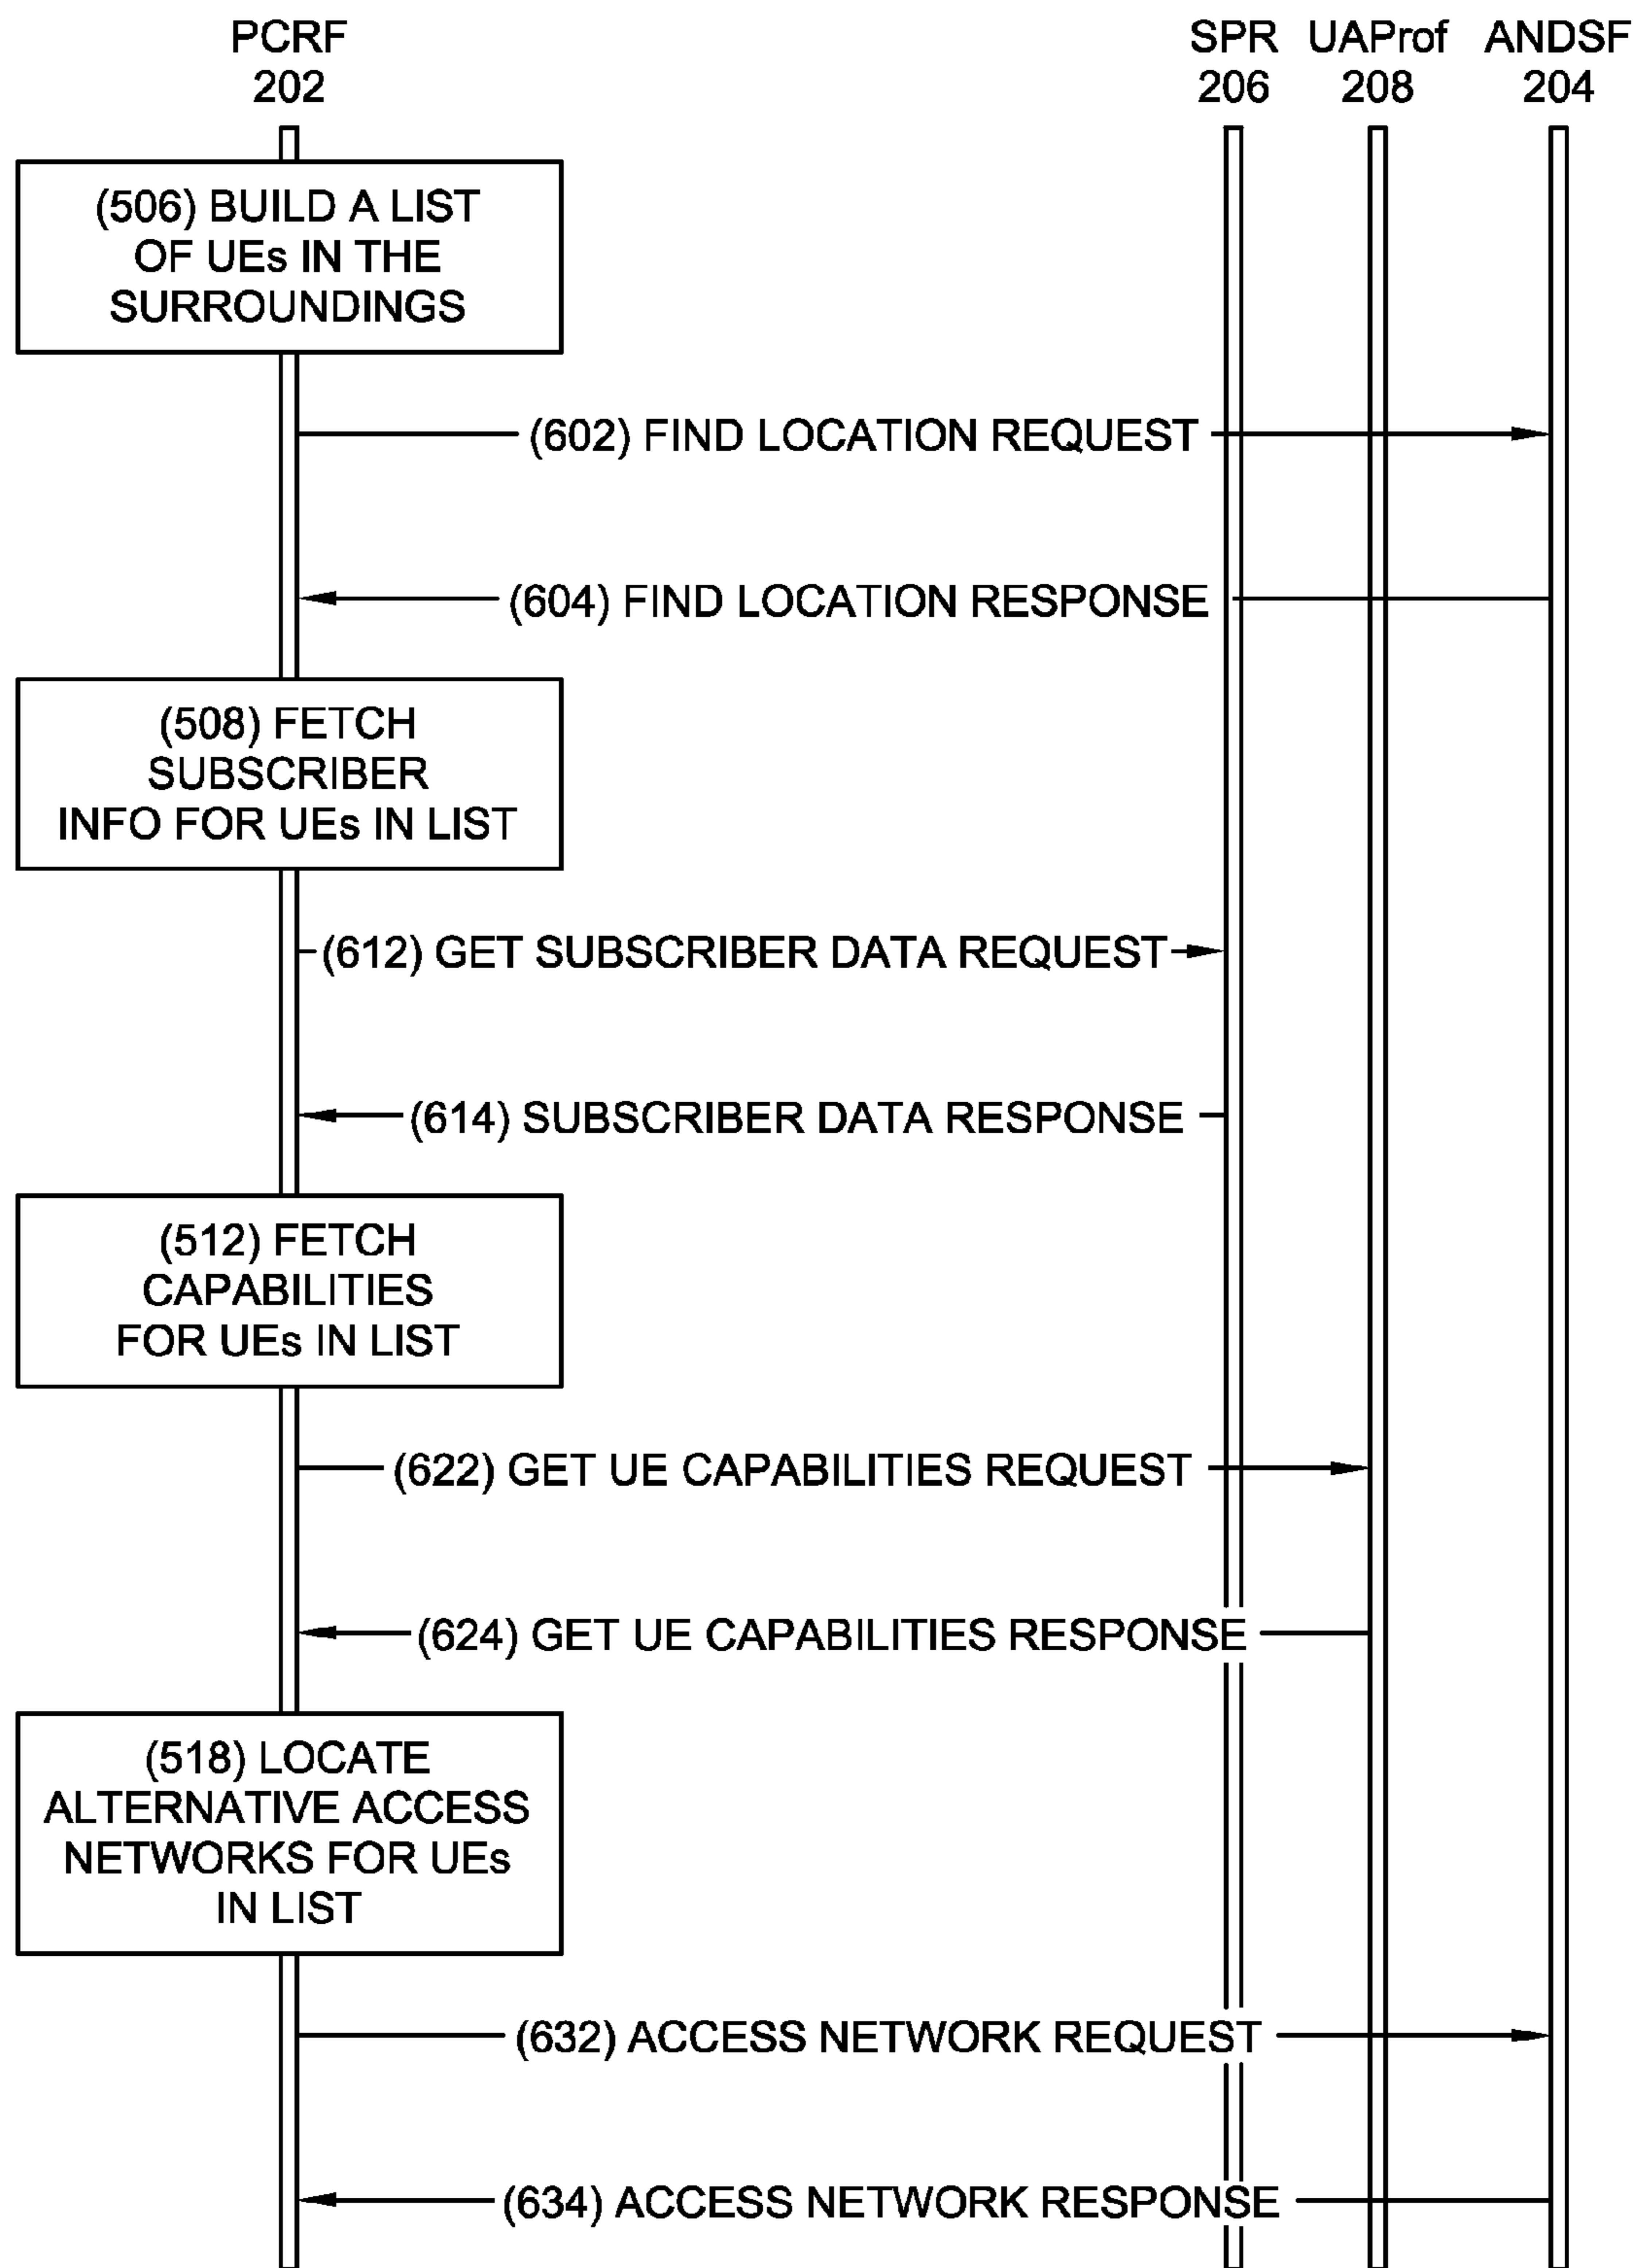 PCRF
202
SPR
206
UAProf
208
ANDSF
204
(506) BUILD A LIST
OF UEs IN THE
SURROUNDINGS
(602) FIND LOCATION REQUEST
(604) FIND LOCATION RESPONSE
(508) FETCH
SUBSCRIBER
INFO FOR UEs IN LIST
(612) GET SUBSCRIBER DATA REQUEST
(614) SUBSCRIBER DATA RESPONSE
(512) FETCH
CAPABILITIES
FOR UEs IN LIST
(622) GET UE CAPABILITIES REQUEST
(624) GET UE CAPABILITIES RESPONSE
(518) LOCATE
ALTERNATIVE ACCESS
NETWORKS FOR UEs
IN LIST
(632) ACCESS NETWORK REQUEST
(634) ACCESS NETWORK RESPONSE